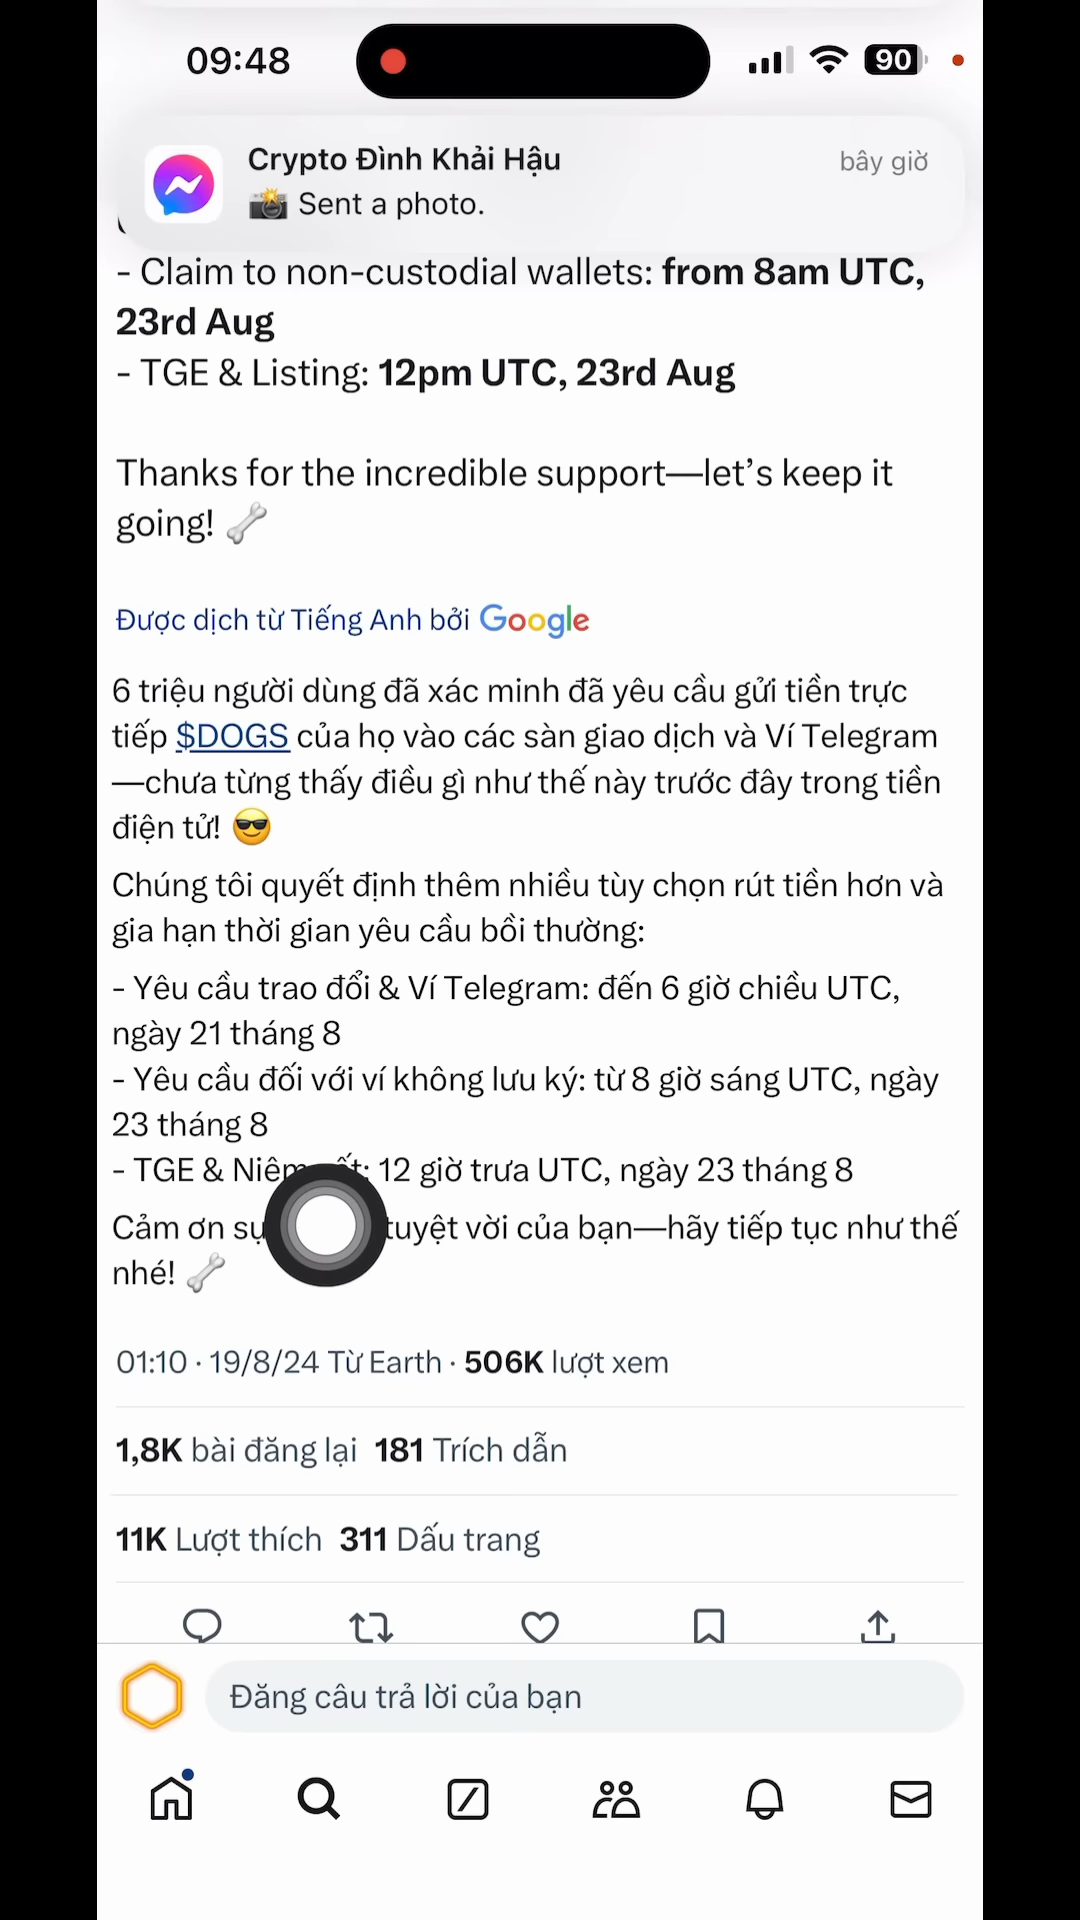 09:48
90
Crypto Đình Khải Hậu
bây giờ
Sent a photo.
- Claim to non-custodial wallets: from 8am UTC,
23rd Aug
- TGE & Listing: 12pm UTC, 23rd Aug
Thanks for the incredible support—let’s keep it
going! 🦴
Được dịch từ Tiếng Anh bởi Google
6 triệu người dùng đã xác minh đã yêu cầu gửi tiền trực
tiếp $DOGS của họ vào các sàn giao dịch và Ví Telegram
—chưa từng thấy điều gì như thế này trước đây trong tiền
điện tử! 😎
Chúng tôi quyết định thêm nhiều tùy chọn rút tiền hơn và
gia hạn thời gian yêu cầu bồi thường:
- Yêu cầu trao đổi & Ví Telegram: đến 6 giờ chiều UTC,
ngày 21 tháng 8
- Yêu cầu đối với ví không lưu ký: từ 8 giờ sáng UTC, ngày
23 tháng 8
- TGE & 12 giờ trưa UTC, ngày 23 tháng 8
Cảm ơn tuyệt vời của bạn—hãy tiếp tục như thế
nhé! 🦴
01:10 · 19/8/24 Từ Earth · 506K lượt xem
1,8K bài đăng lại 181 Trích dẫn
11K Lượt thích 311 Dấu trang
Đăng câu trả lời của bạn